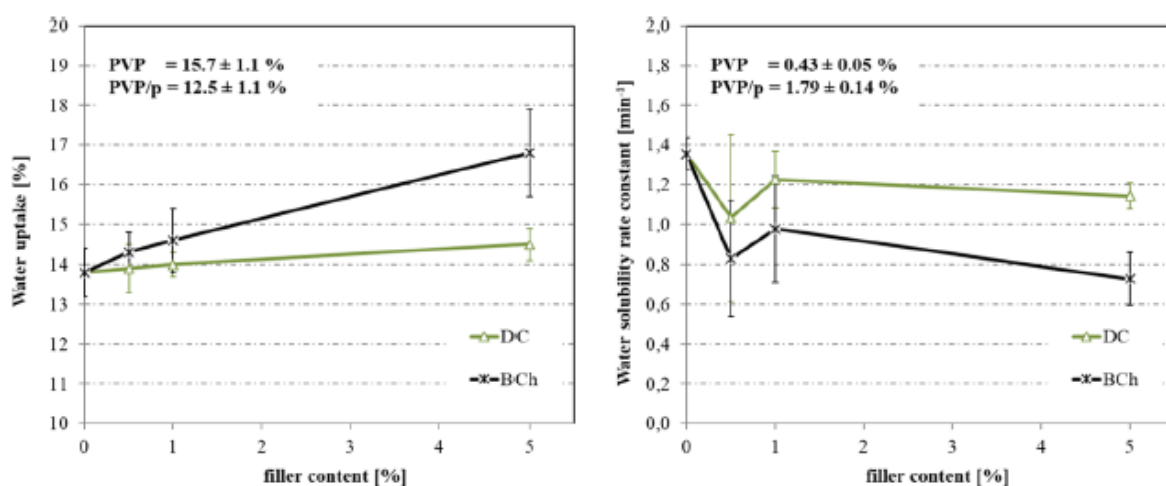 20
19
18
17
16
15
14
13
12
11
10
Water uptake [%]
PVP = 15.7 ± 1.1 %
PVP/p = 12.5 ± 1.1 %
DC
BCh
0
1
2
3
4
5
filler content [%]
2,0
1,8
1,6
1,4
1,2
1,0
0,8
0,6
0,4
0,2
0,0
Water solubility rate constant [min⁻¹]
PVP = 0.43 ± 0.05 %
PVP/p = 1.79 ± 0.14 %
DC
BCh
0
1
2
3
4
5
filler content [%]